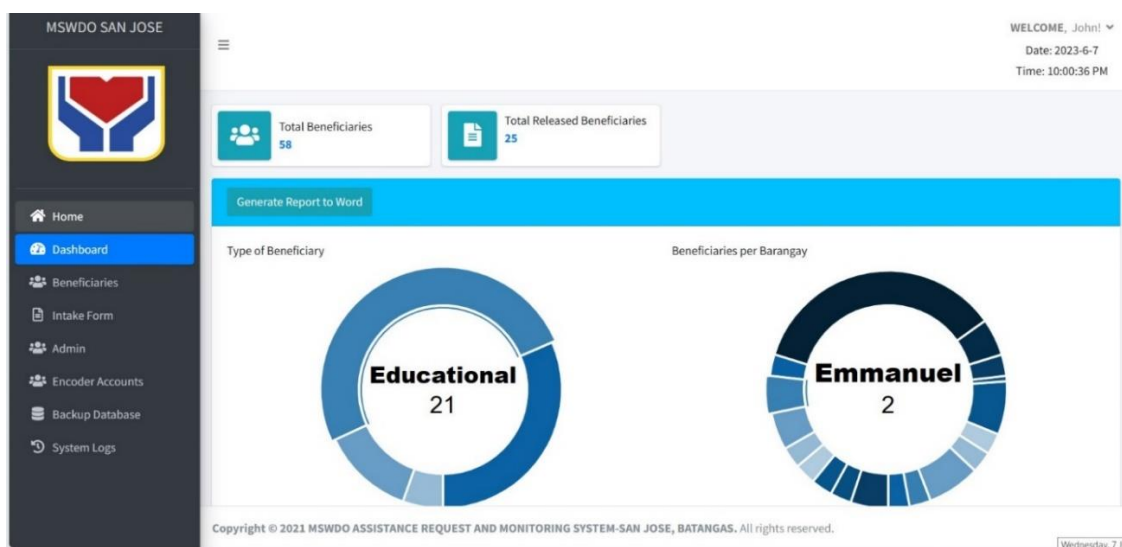 MSWDO SAN JOSE
Home
Dashboard
Beneficiaries
Intake Form
Admin
Encoder Accounts
Backup Database
System Logs
WELCOME, John!
Date: 2023-6-7
Time: 10:00:36 PM
Total Beneficiaries
58
Total Released Beneficiaries
25
Generate Report to Word
Type of Beneficiary
Educational
21
Beneficiaries per Barangay
Emmanuel
2
Copyright © 2021 MSWDO ASSISTANCE REQUEST AND MONITORING SYSTEM-SAN JOSE, BATANGAS. All rights reserved.
Wednesday, 7